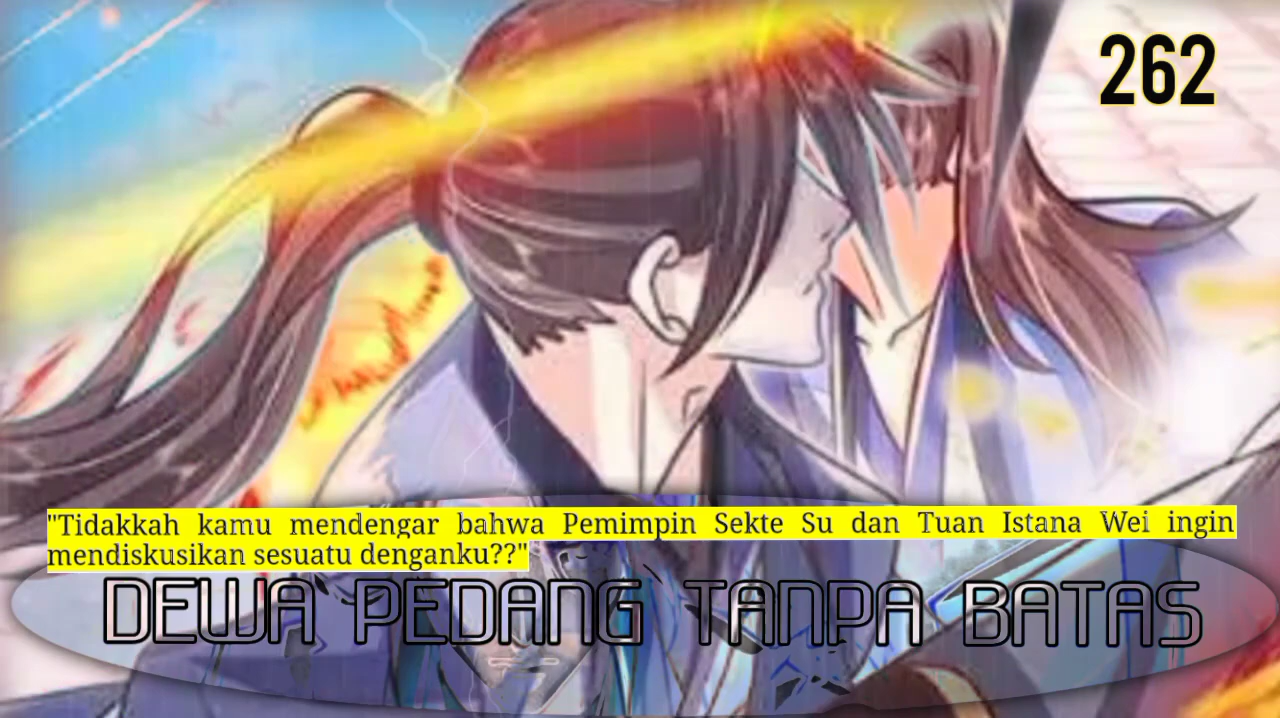 262
"Tidakkah kamu mendengar bahwa Pemimpin Sekte Su dan Tuan Istana Wei ingin
mendiskusikan sesuatu denganku??"
DEWA PEDANG TANPA BATAS